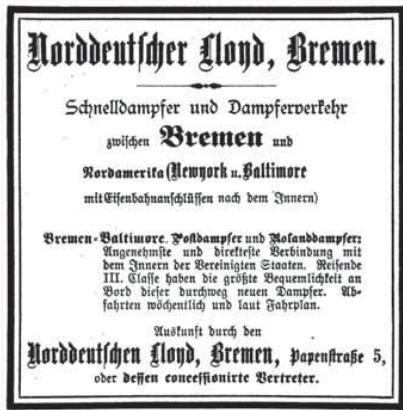 Norddeutscher Lloyd, Bremen.
Schnelldampfer und Dampferverkehr
zwischen Bremen und
Nordamerika (Newyork u. Baltimore
mit Eisenbahnanschlüssen nach dem Innern)
Bremen-Baltimore. Postdampfer und Rolanddampfer:
Angenehmste und direkteste Verbindung mit
dem Innern der Vereinigten Staaten. Reisende
III. Classe haben die größte Bequemlichkeit an
Bord dieser durchweg neuen Dampfer. Ab-
fahrten wöchentlich und laut Fahrplan.
Auskunft durch den
Norddeutschen Lloyd, Bremen, Papenstraße 5,
oder dessen concessionirte Vertreter.